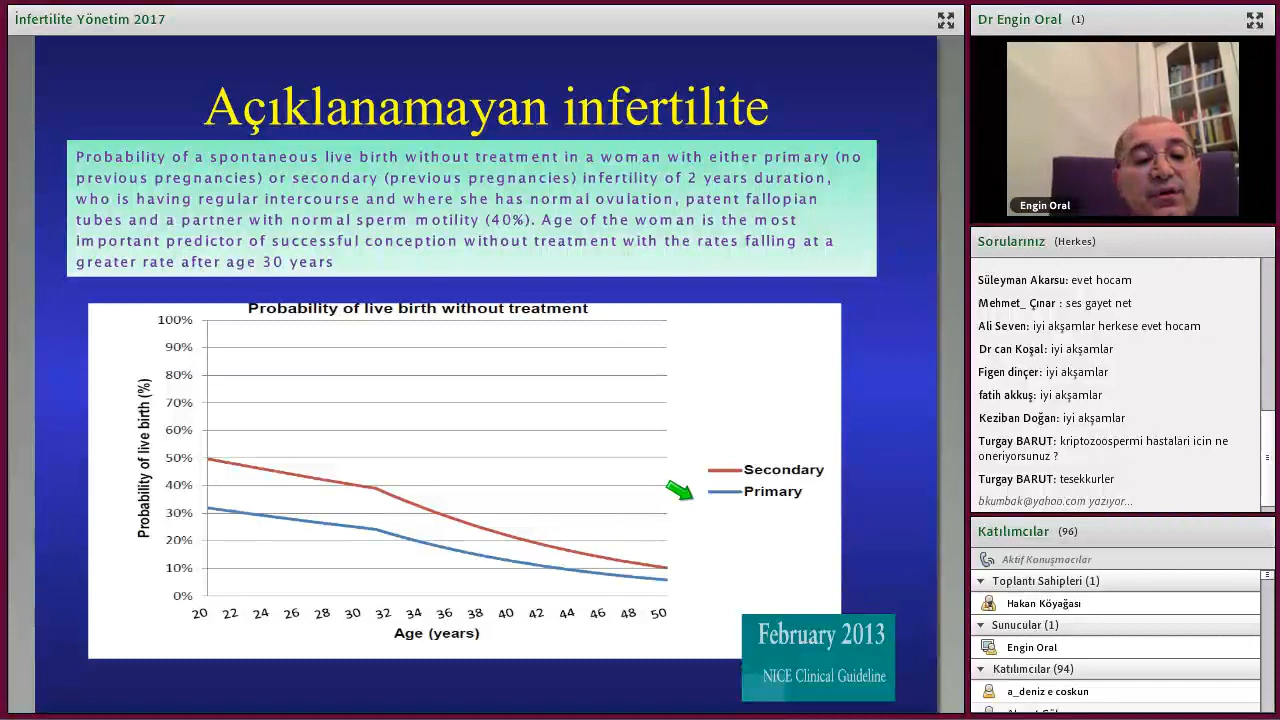 İnfertilite Yönetim 2017
Açıklanamayan infertilite
Probability of a spontaneous live birth without treatment in a woman with either primary (no
previous pregnancies) or secondary (previous pregnancies) infertility of 2 years duration,
who is having regular intercourse and where she has normal ovulation, patent fallopian
tubes and a partner with normal sperm motility (40%). Age of the woman is the most
important predictor of successful conception without treatment with the rates falling at a
greater rate after age 30 years
Probability of live birth without treatment
Probability of live birth (%)
100%
90%
80%
70%
60%
50%
40%
30%
20%
10%
0%
20 22 24 26 28 30 32 34 36 38 40 42 44 46 48 50
Age (years)
Secondary
Primary
February 2013
NICE Clinical Guideline
Dr Engin Oral (1)
Engin Oral
Sorularınız (Herkes)
Süleyman Akarsu: evet hocam
Mehmet_ Çınar : ses gayet net
Ali Seven: iyi akşamlar herkese evet hocam
Dr can Koşal: iyi akşamlar
Figen dinçer: iyi akşamlar
fatih akkuş: iyi akşamlar
Keziban Doğan: iyi akşamlar
Turgay BARUT: kriptozoospermi hastalari icin ne
oneriyorsunuz ?
Turgay BARUT: tesekkurler
bkumbak@yahoo.com yazıyor...
Katılımcılar (96)
Aktif Konuşmacılar
Toplantı Sahipleri (1)
Hakan Köyağası
Sunucular (1)
Engin Oral
Katılımcılar (94)
a_deniz e coskun